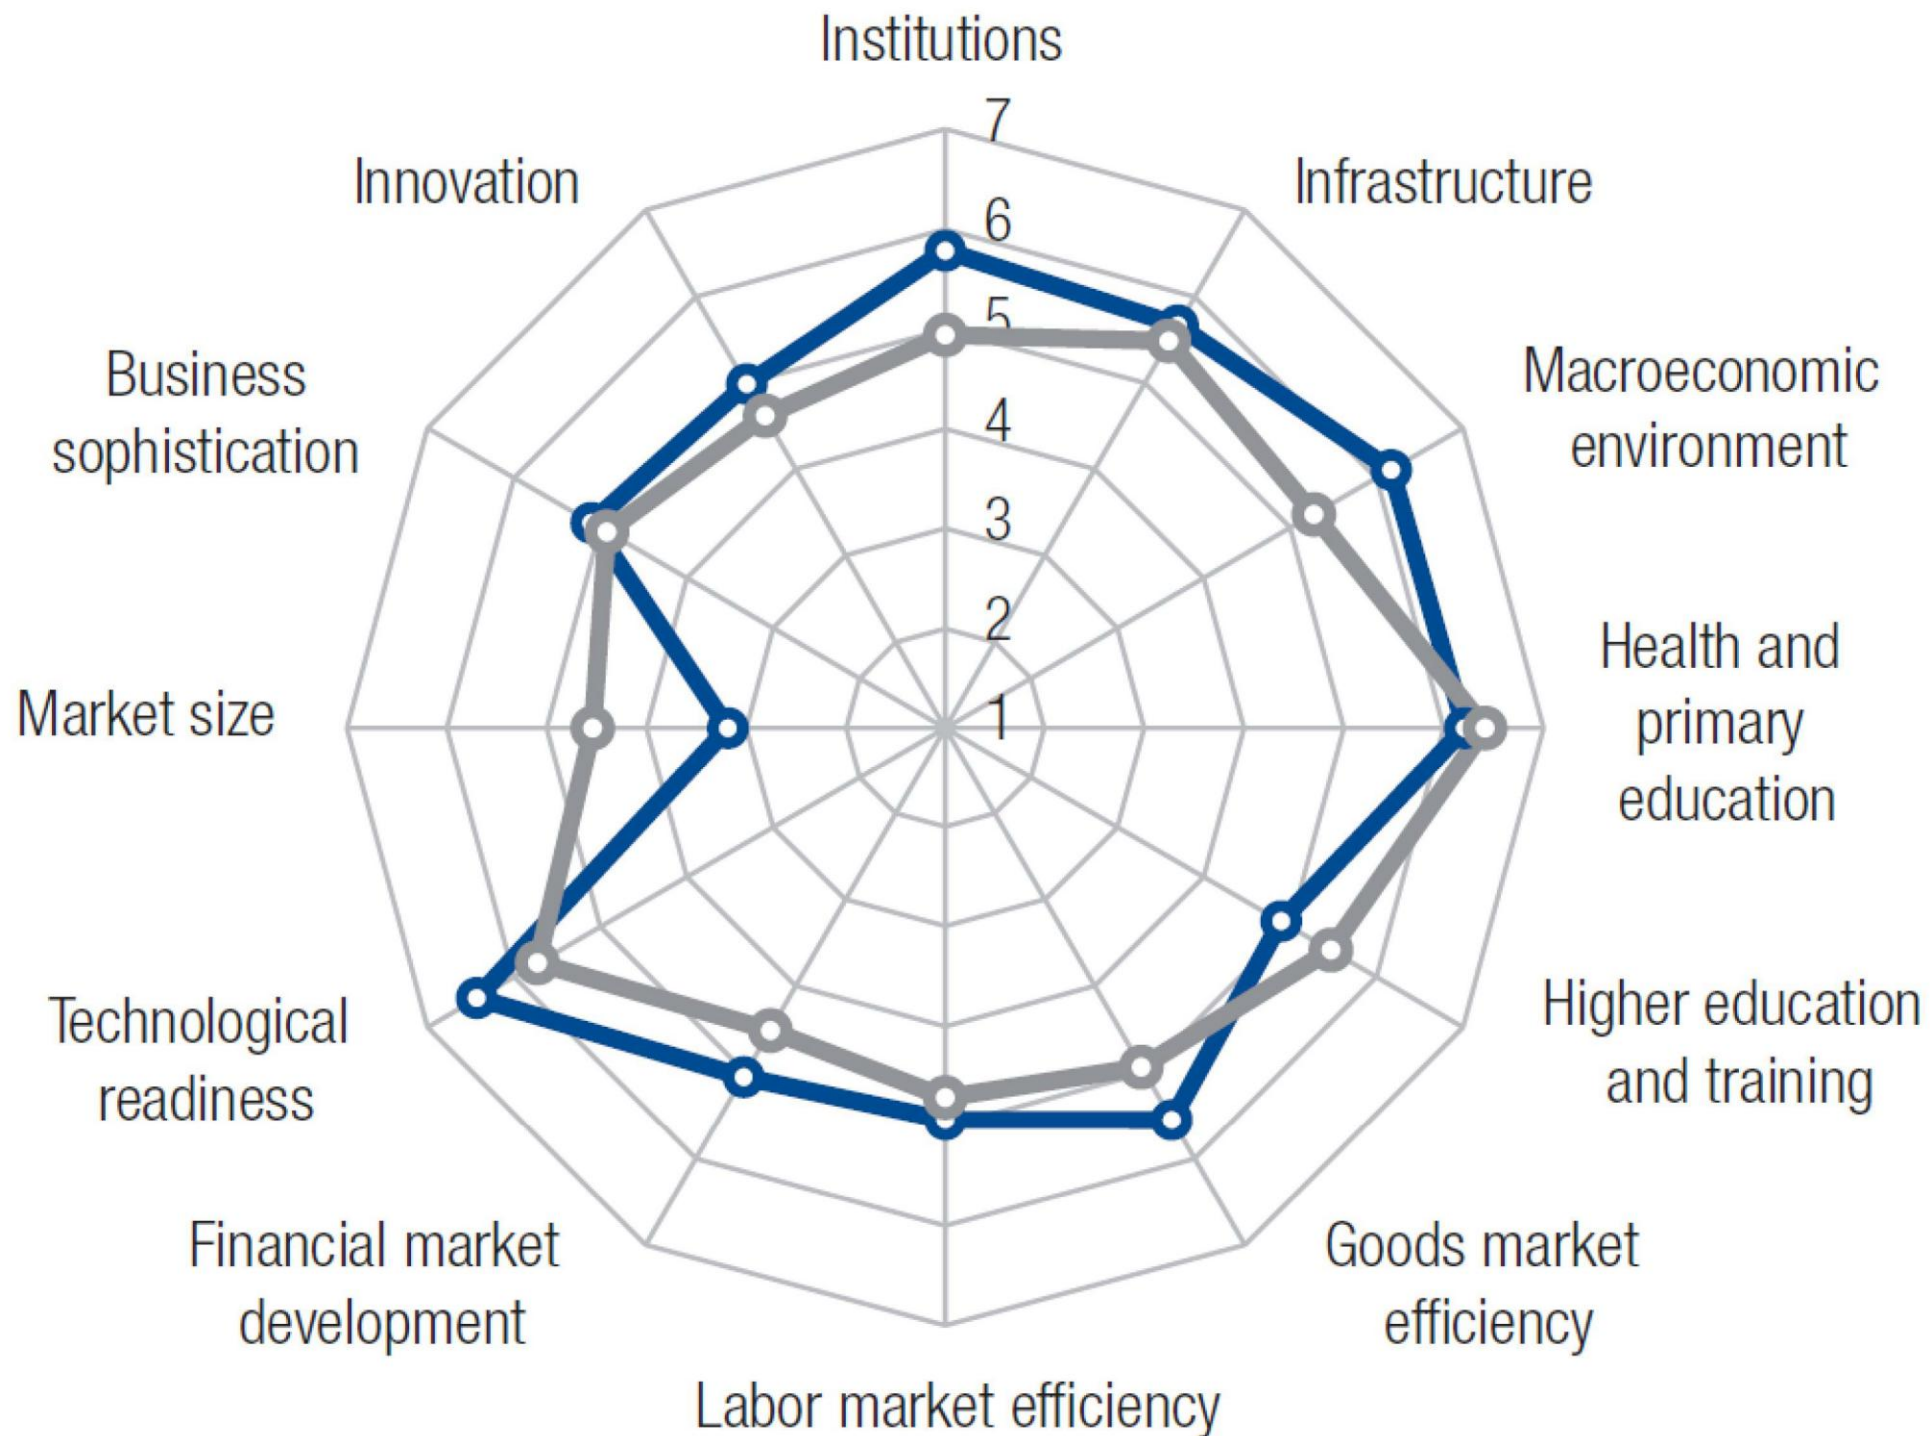 Institutions
7
Innovation
Infrastructure
6
5
Business
sophistication
Macroeconomic
environment
4
3
2
Health and
primary
education
Market size
1
Technological
readiness
Higher education
and training
Financial market
development
Goods market
efficiency
Labor market efficiency